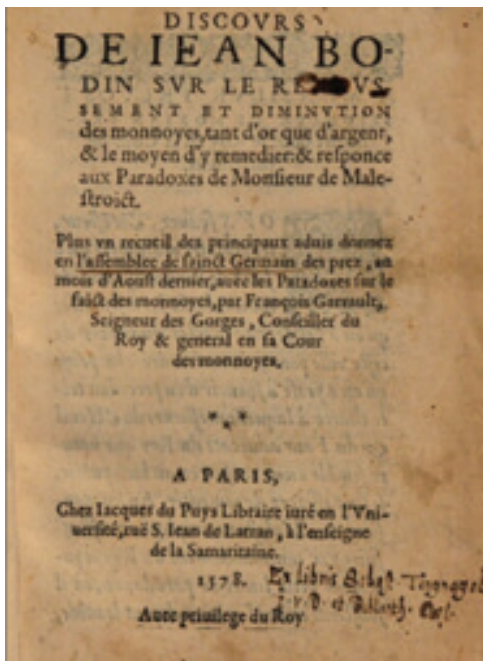 DISCOVRS
DE IEAN BO-
DIN SVR LE
SEMENT ET DIMINVTION
des monnoyes, tant d'or que d'argent,
& le moyen d'y remedier: & responce
aux Paradoxes de Monsieur de Male-
stroict.
Plus vn recueil des principaux aduis donnez
en l'assemblee de sainct Germain des prez, au
mois d'Aoust dernier, auec les Paradoxes sur le
faict des monnoyes, par François Garrault,
Seigneur des Gorges, Conseiller du
Roy & general en sa Cour
des monnoyes.
A PARIS,
Chez Iacques du Puys Libraire iuré en l'Vni-
uersité, ruë S. Iean de Latran, à l'enseigne
de la Samaritaine.
1578.
Ex libris
Auec priuilege du Roy